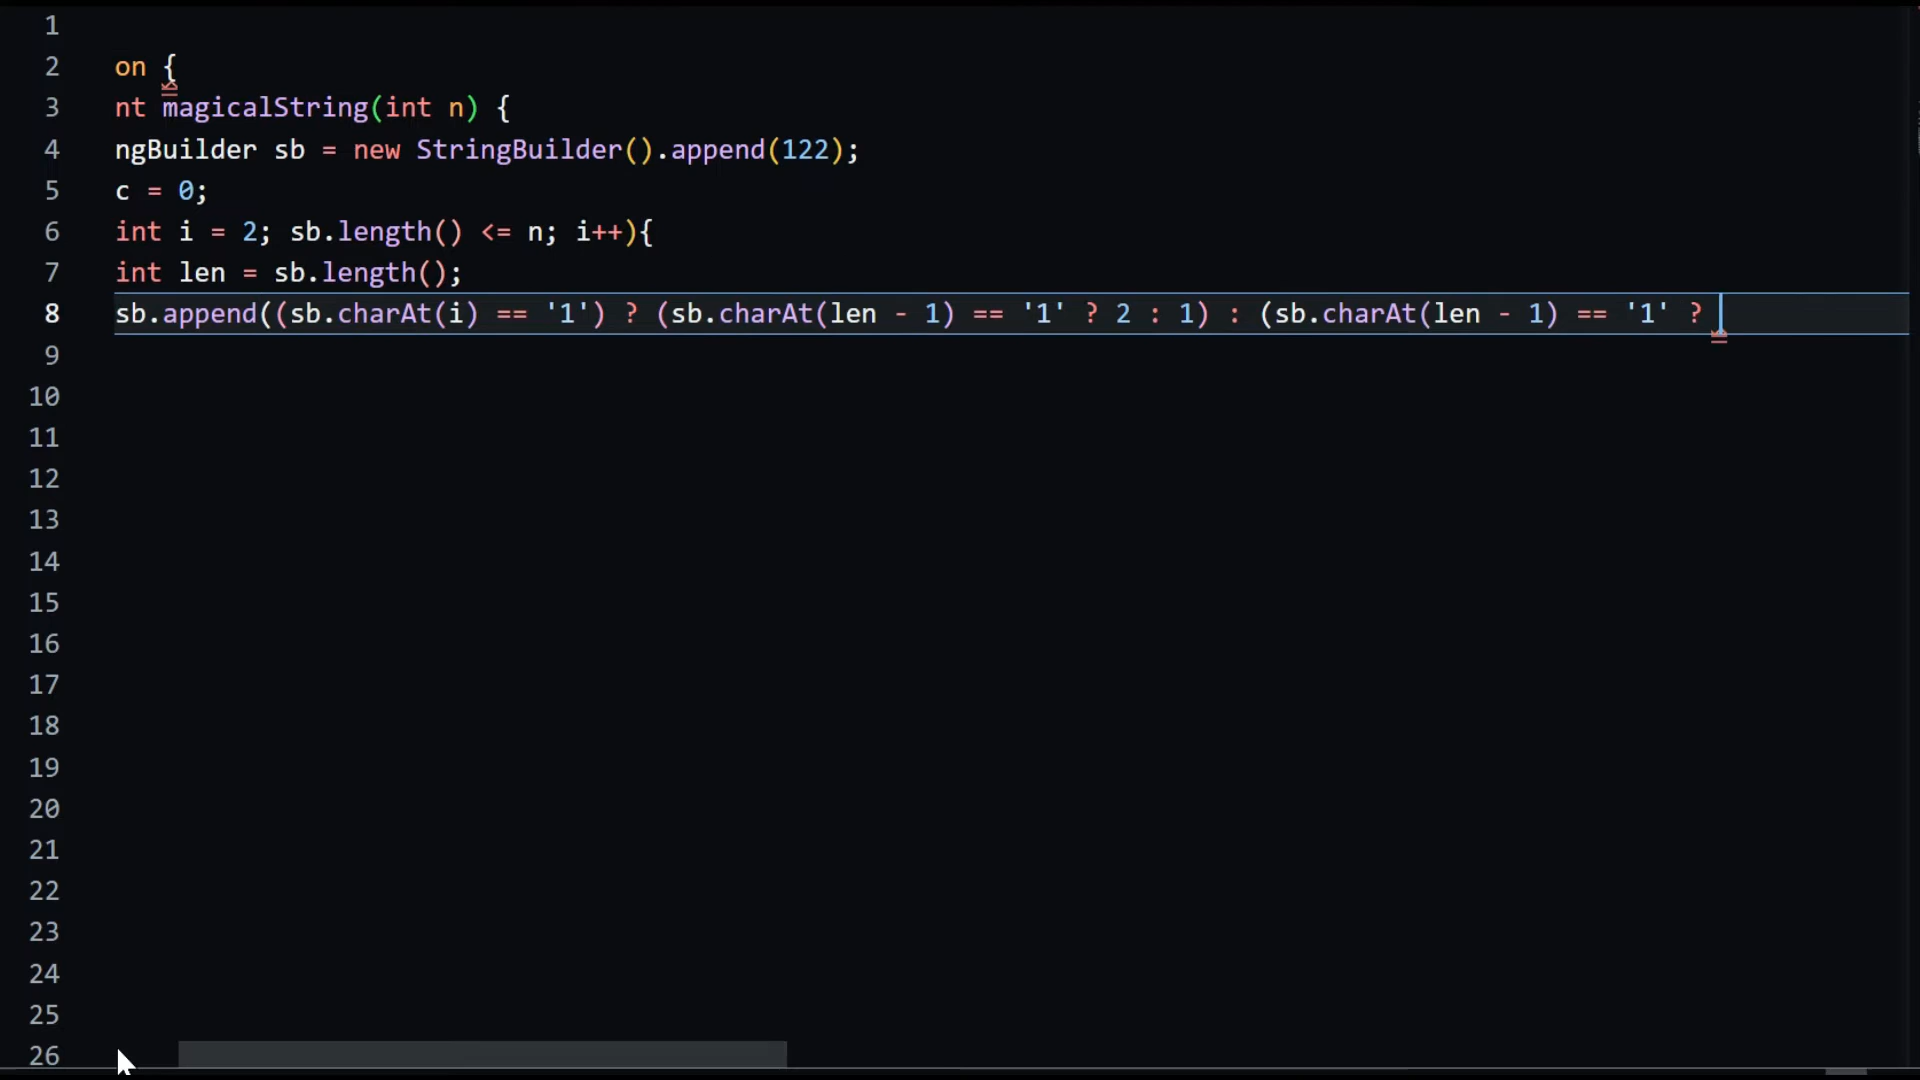 1
2 on {
3 nt magicalString(int n) {
4 ngBuilder sb = new StringBuilder().append(122);
5 c = 0;
6 int i = 2; sb.length() <= n; i++){
7 int len = sb.length();
8 sb.append((sb.charAt(i) == '1') ? (sb.charAt(len - 1) == '1' ? 2 : 1) : (sb.charAt(len - 1) == '1' ?
9
10
11
12
13
14
15
16
17
18
19
20
21
22
23
24
25
26